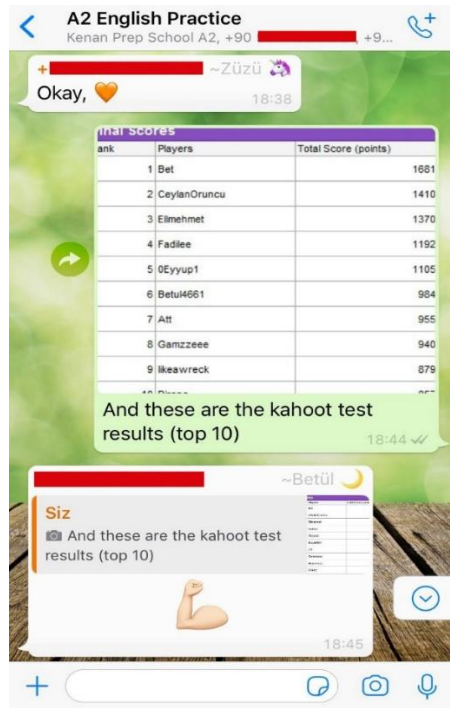 A2 English Practice
Kenan Prep School A2, +90 , +9...
+ ~Züzü 🦄
Okay, 🧡
18:38
inal Scores
ank Players Total Score (points)
1 Bet 1681
2 CeylanOruncu 1410
3 Elimehmet 1370
4 Fadilee 1192
5 0Eyyup1 1105
6 Betul4661 984
7 Att 955
8 Gamzzeee 940
9 likeawreck 879
And these are the kahoot test
results (top 10)
18:44
~Betül 🌙
Siz
📷 And these are the kahoot test
results (top 10)
💪🏻
18:45